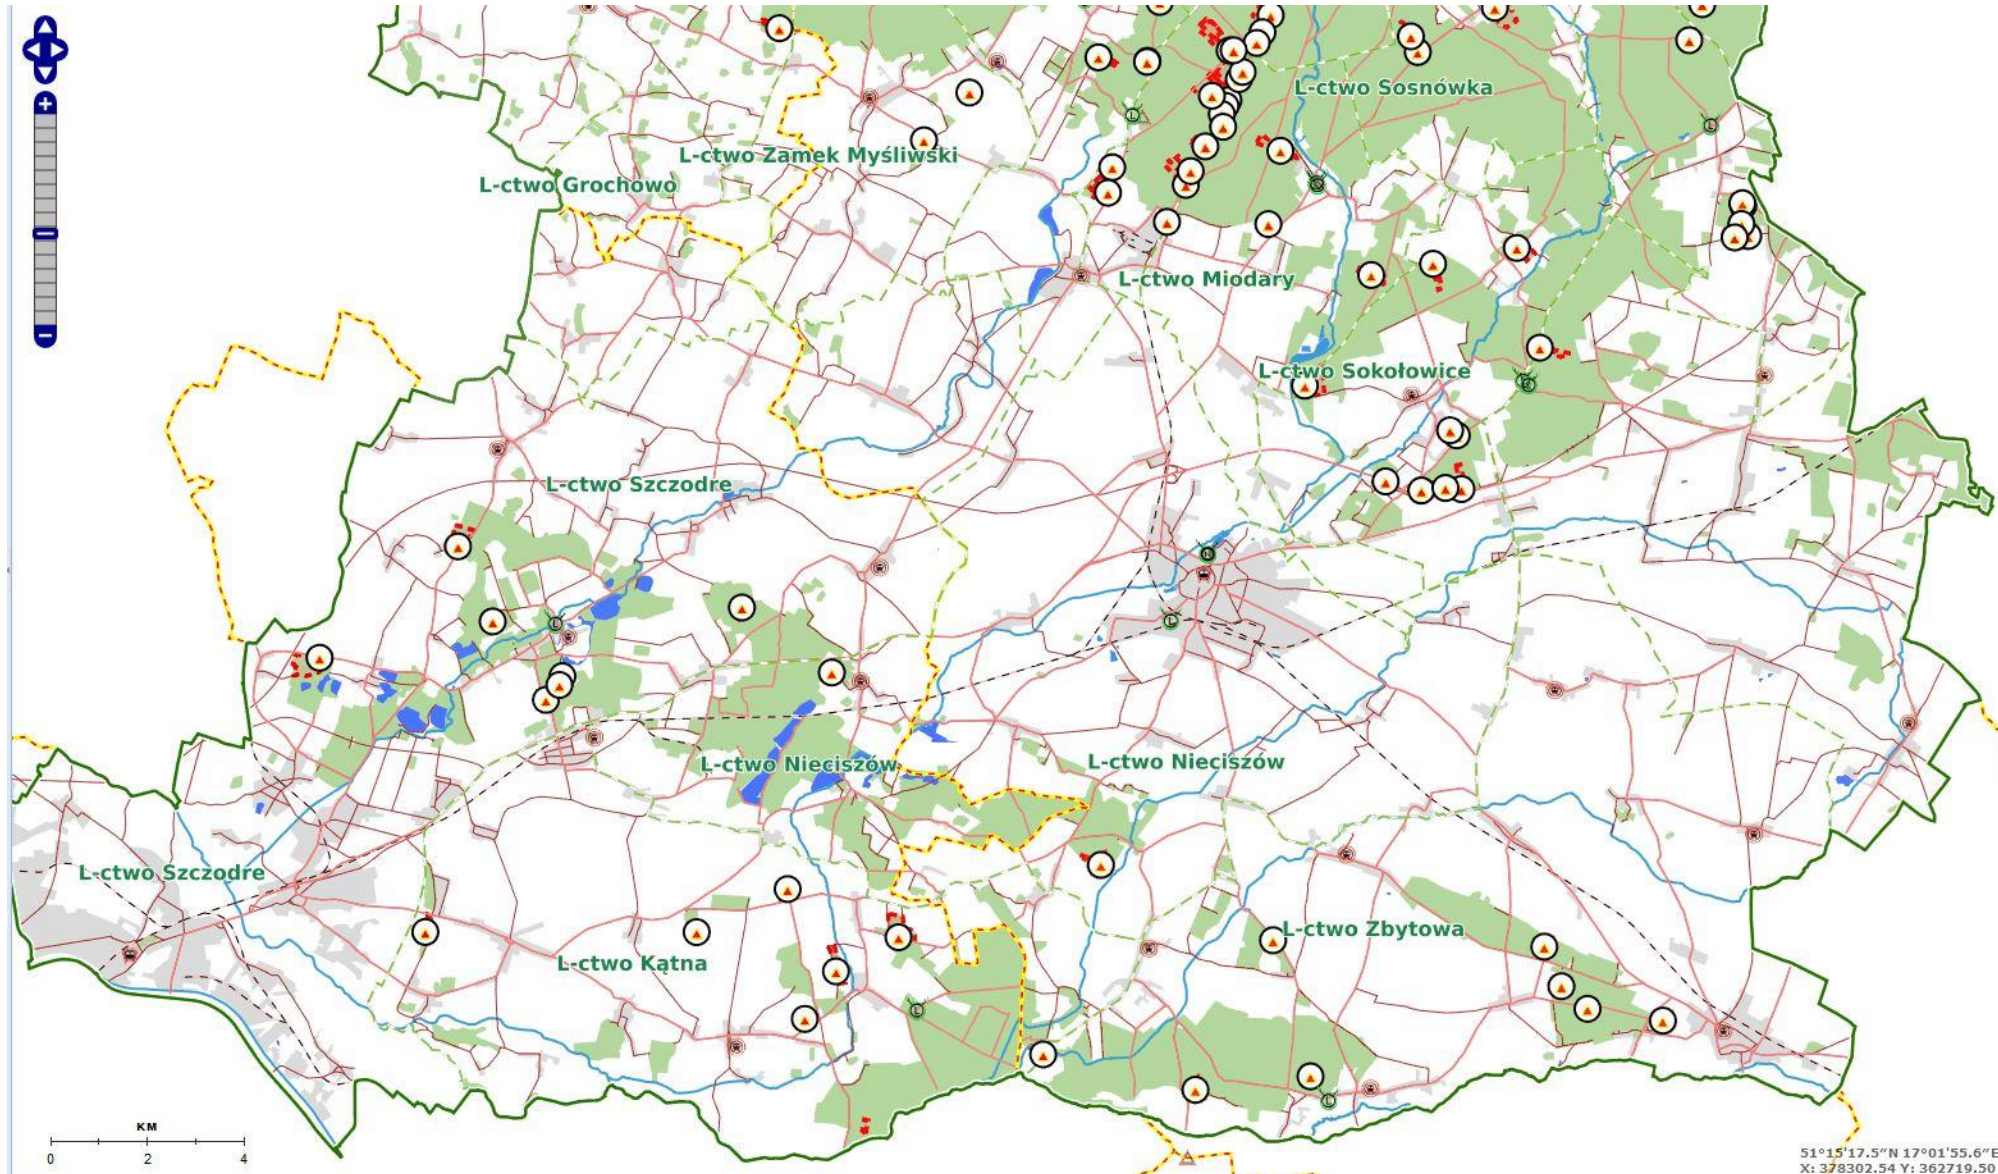 L-ctwo Sosnówka
L-ctwo Zamek Myśliwski
L-ctwo Grochowo
L-ctwo Miodary
L-ctwo Sokołowice
L-ctwo Szczodre
L-ctwo Nieciszów
L-ctwo Nieciszów
L-ctwo Szczodre
L-ctwo Zbytowa
L-ctwo Kątna
KM
0 2 4
51°15'17.5"N 17°01'55.6"E
X: 378302.54 Y: 362719.50